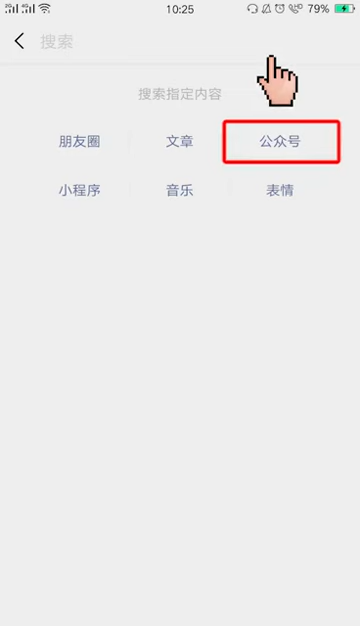 10:25 79%
搜索
搜索指定内容
朋友圈 文章 公众号
小程序 音乐 表情